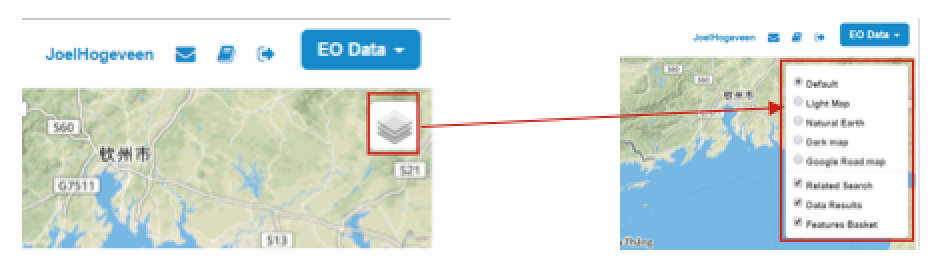 JoelHogeveen
EO Data
S60
钦州市
G7511
S21
S13
JoelHogeveen
EO Data
S60
钦州市
Default
Light Map
Natural Earth
Dark map
Google Road map
Related Search
Data Results
Features Basket
Thăng